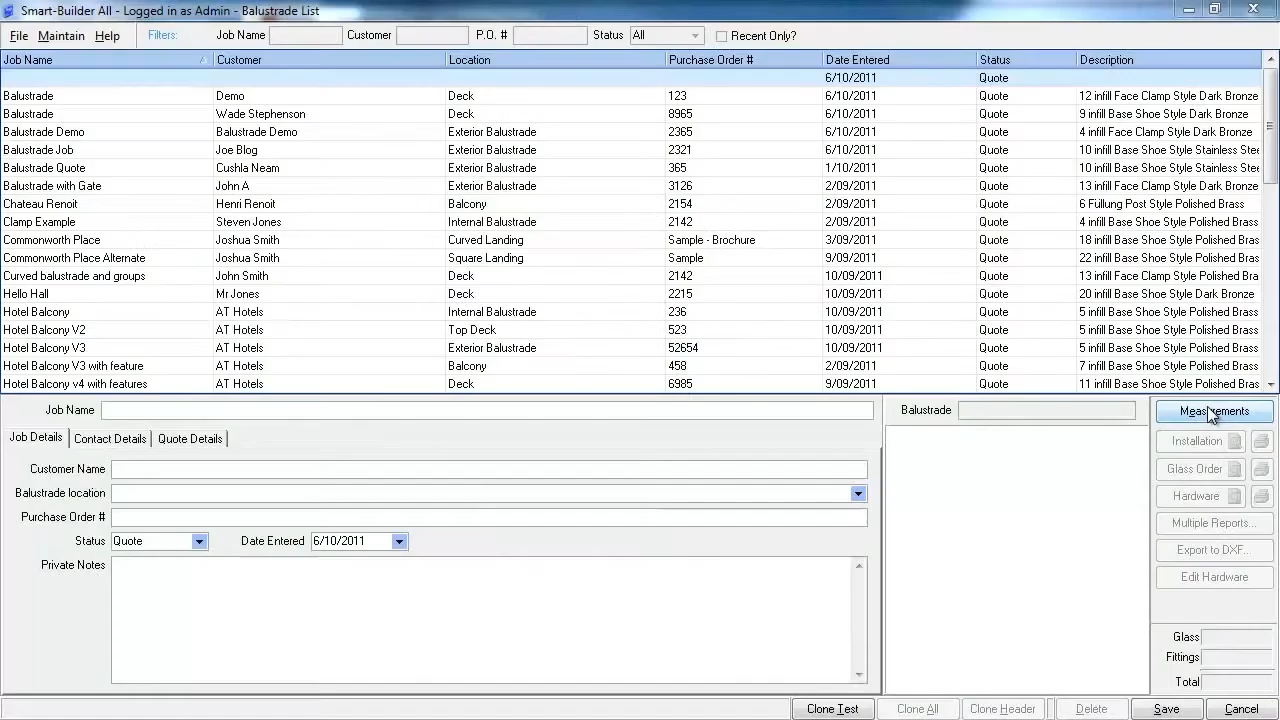 Smart-Builder All - Logged in as Admin - Balustrade List
File Maintain Help Filters: Job Name Customer P.O. # Status All Recent Only?
Job Name Customer Location Purchase Order # Date Entered Status Description
6/10/2011 Quote
Balustrade Demo Deck 123 6/10/2011 Quote 12 infill Face Clamp Style Dark Bronze
Balustrade Wade Stephenson Deck 8965 6/10/2011 Quote 9 infill Base Shoe Style Dark Bronze
Balustrade Demo Balustrade Demo Exterior Balustrade 2365 6/10/2011 Quote 4 infill Face Clamp Style Dark Bronze
Balustrade Job Joe Blog Exterior Balustrade 2321 6/10/2011 Quote 10 infill Base Shoe Style Stainless Stee
Balustrade Quote Cushla Neam Exterior Balustrade 365 1/10/2011 Quote 10 infill Base Shoe Style Stainless Stee
Balustrade with Gate John A Exterior Balustrade 3126 2/09/2011 Quote 13 infill Face Clamp Style Dark Bronze
Chateau Renoit Henri Renoit Balcony 2154 2/09/2011 Quote 6 Fullung Post Style Polished Brass
Clamp Example Steven Jones Internal Balustrade 2142 2/09/2011 Quote 4 infill Base Shoe Style Polished Brass
Commonworth Place Joshua Smith Curved Landing Sample - Brochure 3/09/2011 Quote 18 infill Base Shoe Style Polished Bras
Commonworth Place Alternate Joshua Smith Square Landing Sample 9/09/2011 Quote 22 infill Base Shoe Style Polished Bras
Curved balustrade and groups John Smith Deck 2142 10/09/2011 Quote 13 infill Face Clamp Style Polished Bra
Hello Hall Mr Jones Deck 2215 10/09/2011 Quote 20 infill Base Shoe Style Dark Bronze
Hotel Balcony AT Hotels Internal Balustrade 236 10/09/2011 Quote 5 infill Base Shoe Style Polished Brass
Hotel Balcony V2 AT Hotels Top Deck 523 10/09/2011 Quote 5 infill Base Shoe Style Polished Brass
Hotel Balcony V3 AT Hotels Exterior Balustrade 52654 10/09/2011 Quote 5 infill Base Shoe Style Polished Brass
Hotel Balcony V3 with feature AT Hotels Balcony 458 2/09/2011 Quote 7 infill Base Shoe Style Polished Brass
Hotel Balcony v4 with features AT Hotels Deck 6985 9/09/2011 Quote 11 infill Base Shoe Style Polished Bras
Job Name Balustrade Measurements
Job Details Contact Details Quote Details Installation
Customer Name Glass Order
Balustrade location Hardware
Purchase Order # Multiple Reports...
Status Quote Date Entered 6/10/2011 Export to DXF...
Private Notes Edit Hardware
Glass
Fittings
Total
Clone Test Clone All Clone Header Delete Save Cancel